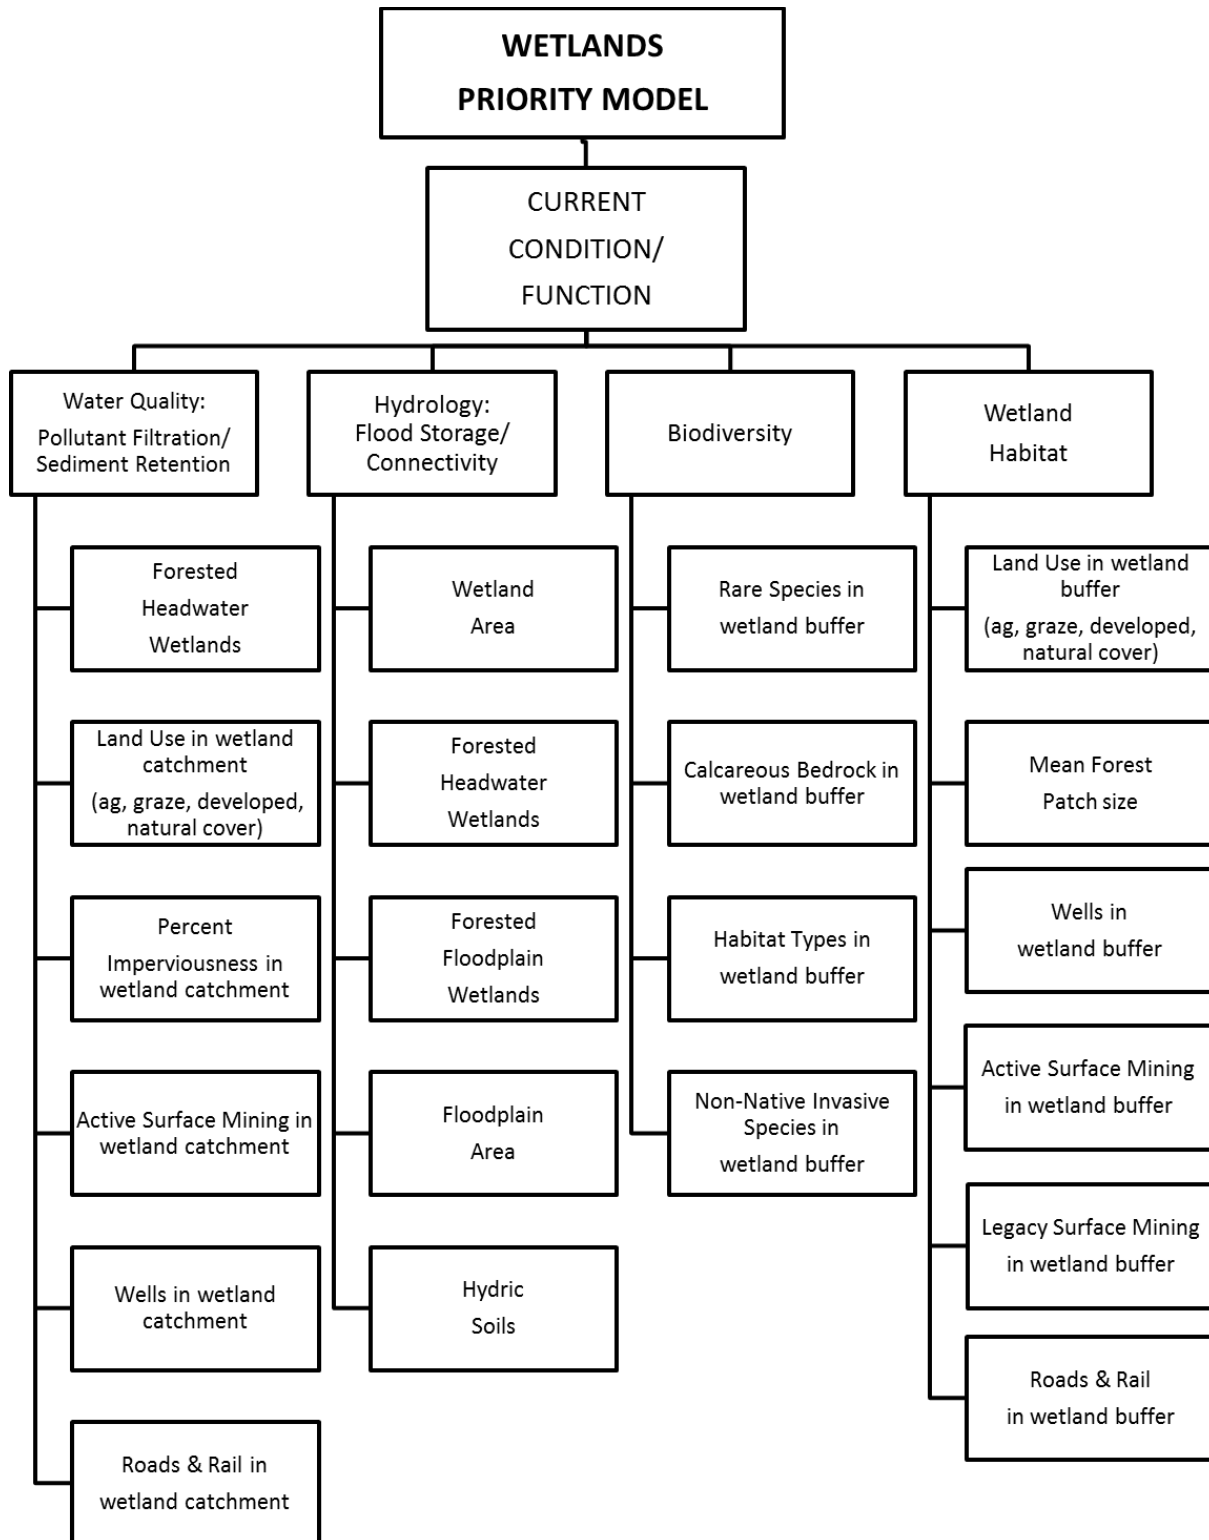 WETLANDS
PRIORITY MODEL
CURRENT
CONDITION/
FUNCTION
Water Quality:
Pollutant Filtration/
Sediment Retention
Forested
Headwater
Wetlands
Land Use in wetland
catchment
(ag, graze, developed,
natural cover)
Percent
Imperviousness in
wetland catchment
Active Surface Mining in
wetland catchment
Wells in wetland
catchment
Roads & Rail in
wetland catchment
Hydrology:
Flood Storage/
Connectivity
Wetland
Area
Forested
Headwater
Wetlands
Forested
Floodplain
Wetlands
Floodplain
Area
Hydric
Soils
Biodiversity
Rare Species in
wetland buffer
Calcareous Bedrock in
wetland buffer
Habitat Types in
wetland buffer
Non-Native Invasive
Species in
wetland buffer
Wetland
Habitat
Land Use in wetland
buffer
(ag, graze, developed,
natural cover)
Mean Forest
Patch size
Wells in
wetland buffer
Active Surface Mining
in wetland buffer
Legacy Surface Mining
in wetland buffer
Roads & Rail
in wetland buffer